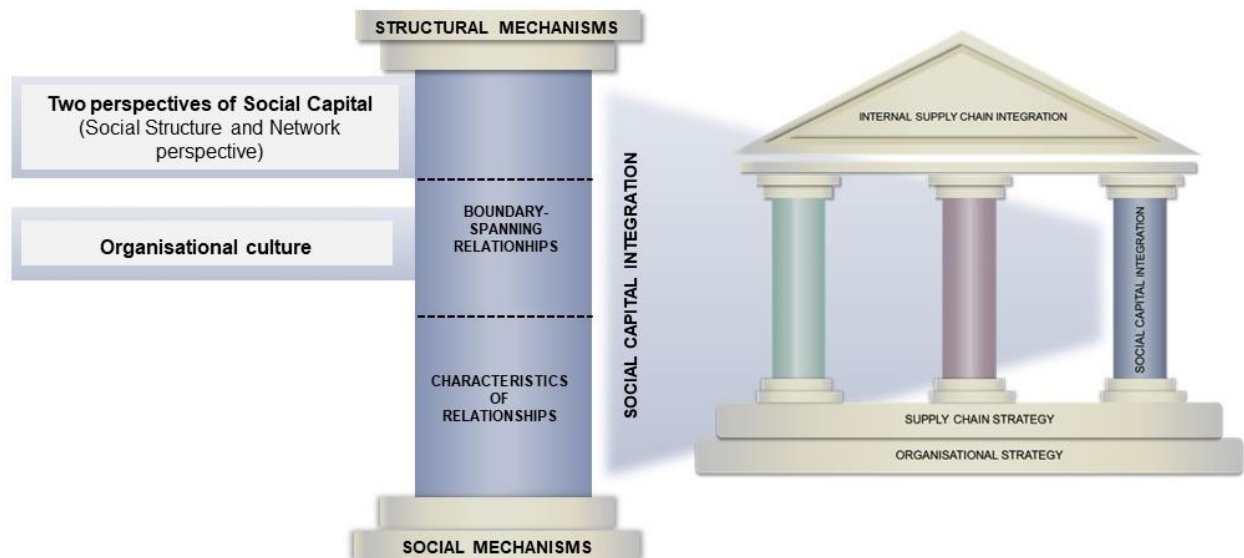 STRUCTURAL MECHANISMS
Two perspectives of Social Capital
(Social Structure and Network
perspective)
Organisational culture
BOUNDARY-
SPANNING
RELATIONSHIPS
CHARACTERISTICS
OF
RELATIONSHIPS
SOCIAL MECHANISMS
SOCIAL CAPITAL INTEGRATION
INTERNAL SUPPLY CHAIN INTEGRATION
SOCIAL CAPITAL INTEGRATION
SUPPLY CHAIN STRATEGY
ORGANISATIONAL STRATEGY